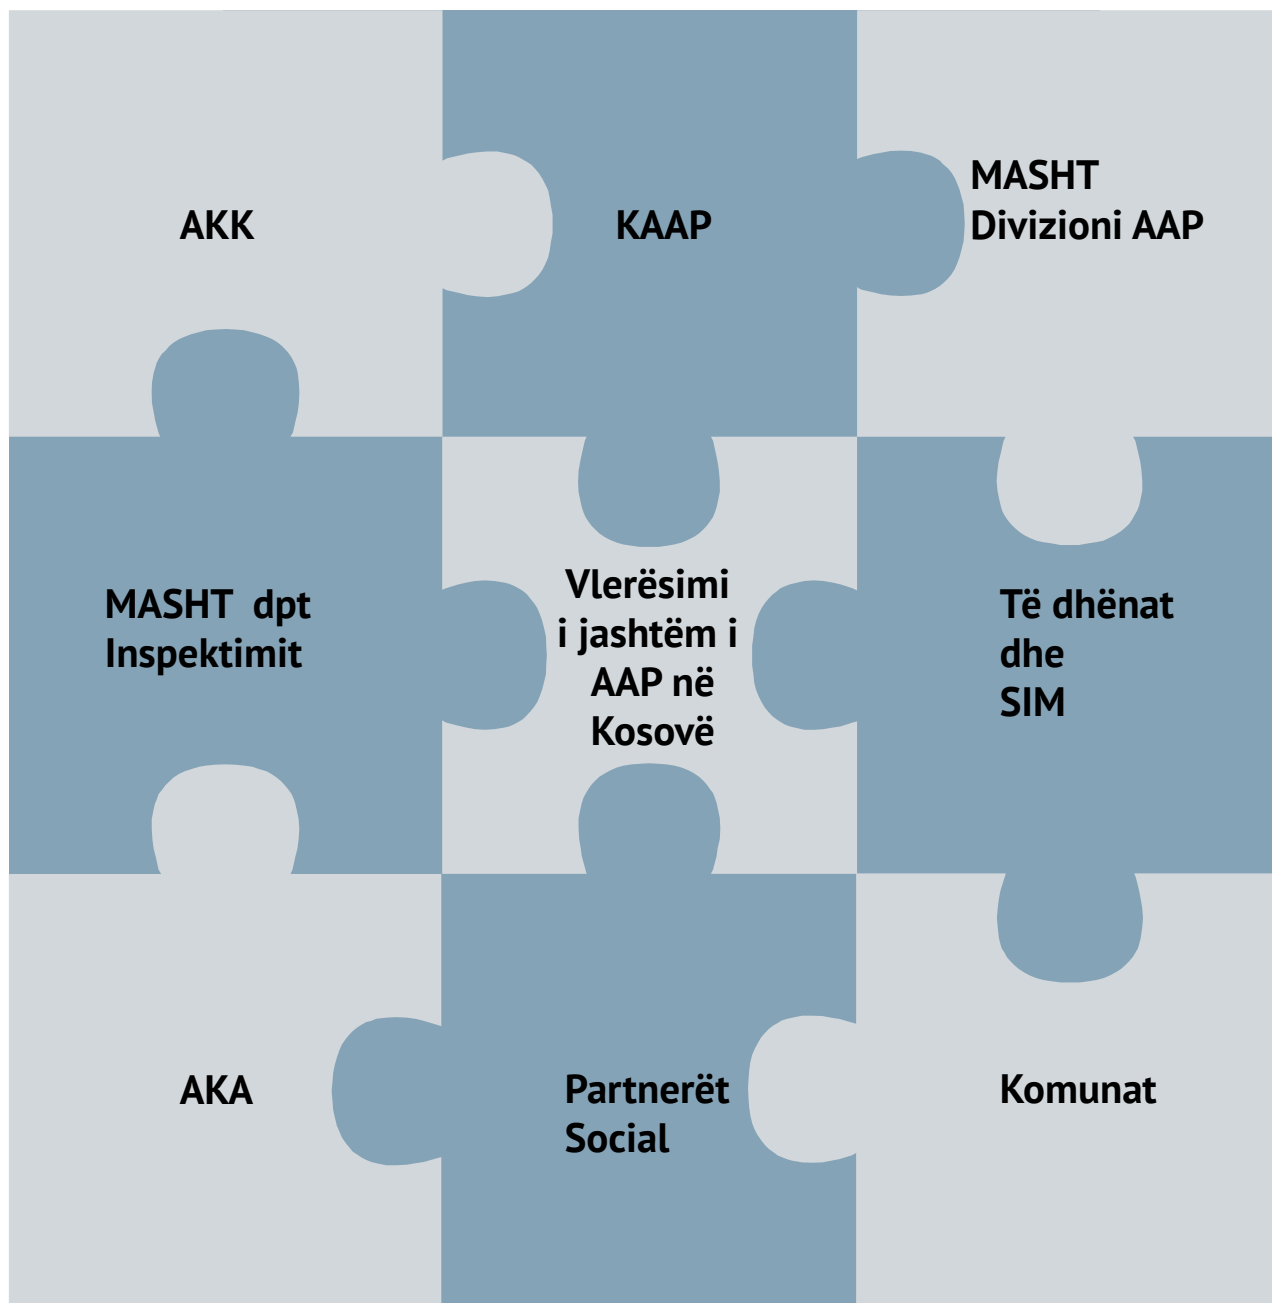 AKK
KAAP
MASHT
Divizioni AAP
MASHT dpt
Inspektimit
Vlerësimi
i jashtëm i
AAP në
Kosovë
Të dhënat
dhe
SIM
AKA
Partnerët
Social
Komunat